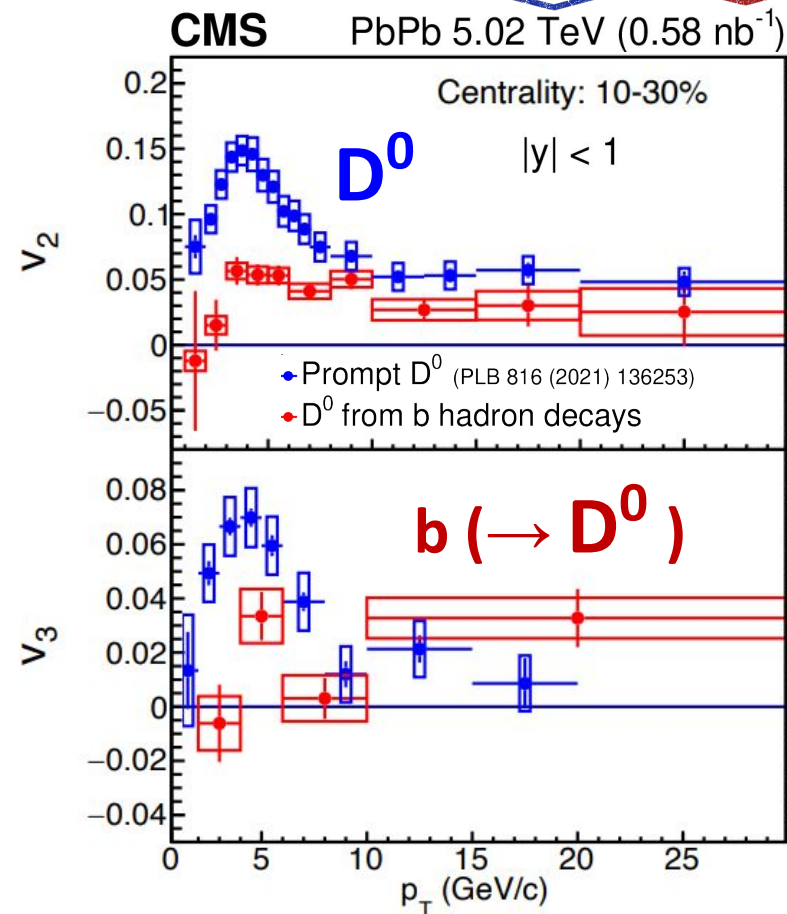 CMS PbPb 5.02 TeV (0.58 nb⁻¹)
Centrality: 10-30%
|y| < 1
D⁰
v₂
0.2
0.15
0.1
0.05
0
−0.05
Prompt D⁰ (PLB 816 (2021) 136253)
D⁰ from b hadron decays
b (→ D⁰ )
v₃
0.08
0.06
0.04
0.02
0
−0.02
−0.04
0 5 10 15 20 25
p_T (GeV/c)